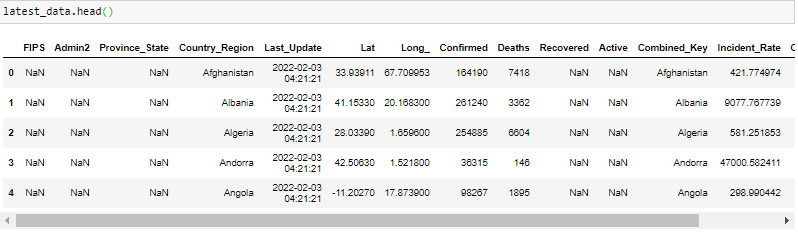 latest_data.head()
FIPS Admin2 Province_State Country_Region Last_Update Lat Long_ Confirmed Deaths Recovered Active Combined_Key Incident_Rate
0 NaN NaN NaN Afghanistan 2022-02-03 04:21:21 33.93911 67.709953 164190 7418 NaN NaN Afghanistan 421.774974
1 NaN NaN NaN Albania 2022-02-03 04:21:21 41.15330 20.168300 261240 3362 NaN NaN Albania 9077.767739
2 NaN NaN NaN Algeria 2022-02-03 04:21:21 28.03390 1.659600 254885 6604 NaN NaN Algeria 581.251853
3 NaN NaN NaN Andorra 2022-02-03 04:21:21 42.50630 1.521800 36315 146 NaN NaN Andorra 47000.582411
4 NaN NaN NaN Angola 2022-02-03 04:21:21 -11.20270 17.873900 98267 1895 NaN NaN Angola 298.990442